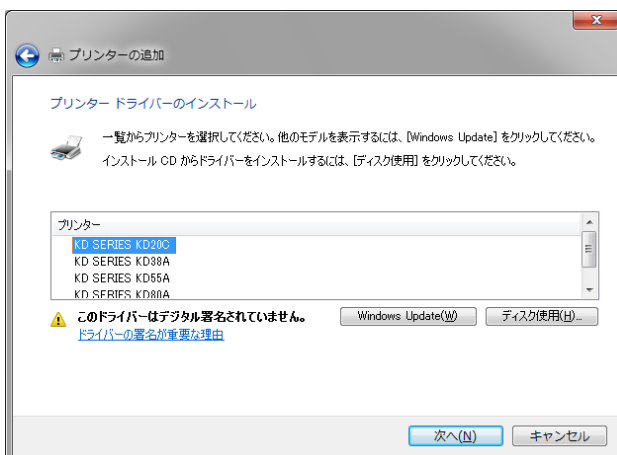 プリンターの追加
プリンター ドライバーのインストール
一覧からプリンターを選択してください。他のモデルを表示するには、[Windows Update] をクリックしてください。
インストール CD からドライバーをインストールするには、[ディスク使用] をクリックしてください。
プリンター
KD SERIES KD20C
KD SERIES KD38A
KD SERIES KD55A
KD SERIES KD80A
このドライバーはデジタル署名されていません。
Windows Update(W)
ディスク使用(H)...
ドライバーの署名が重要な理由
次へ(N)
キャンセル